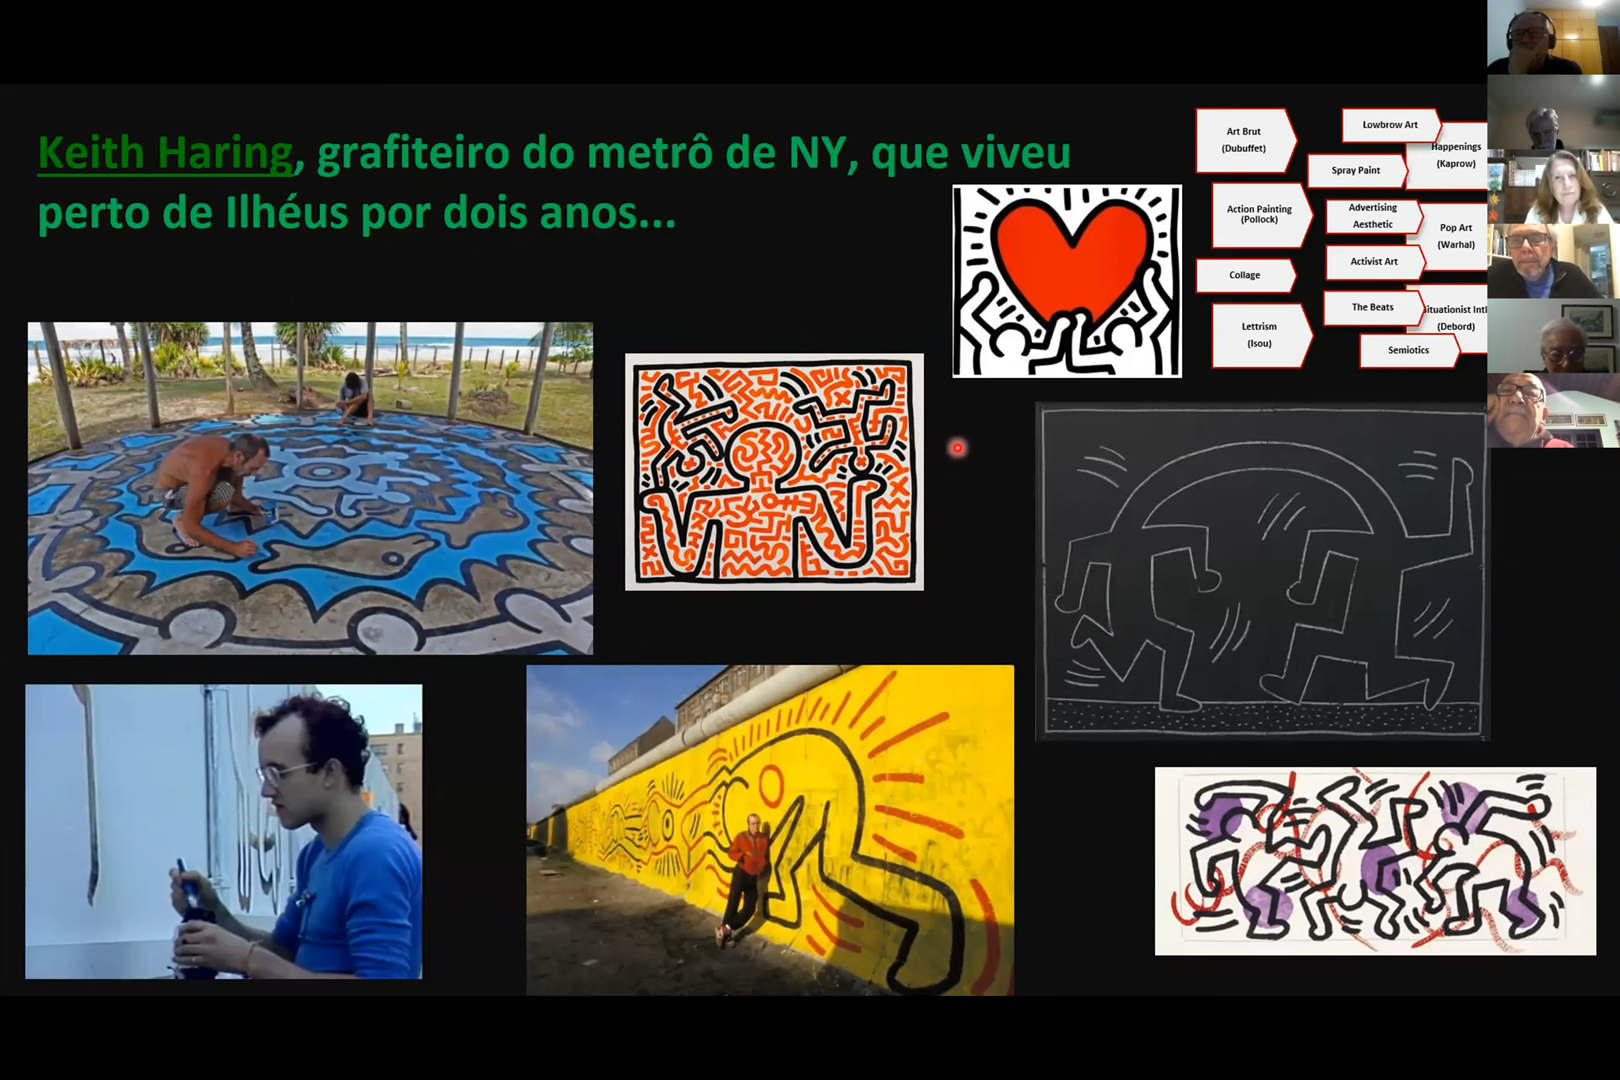 Keith Haring, grafiteiro do metrô de NY, que viveu
perto de Ilhéus por dois anos...
Art Brut
(Dubuffet)
Lowbrow Art
Happenings
(Kaprow)
Spray Paint
Action Painting
(Pollock)
Advertising
Aesthetic
Pop Art
(Warhal)
Activist Art
Collage
The Beats
ituationist Int
(Debord)
Lettrism
(Isou)
Semiotics